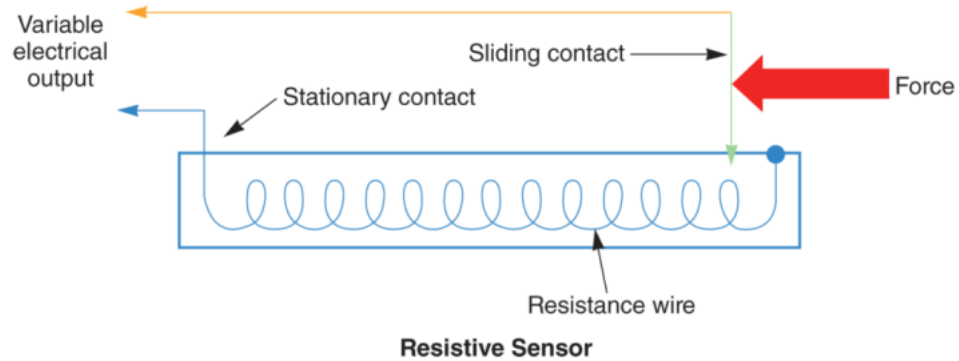 Variable
electrical
output
Sliding contact
Force
Stationary contact
Resistance wire
Resistive Sensor